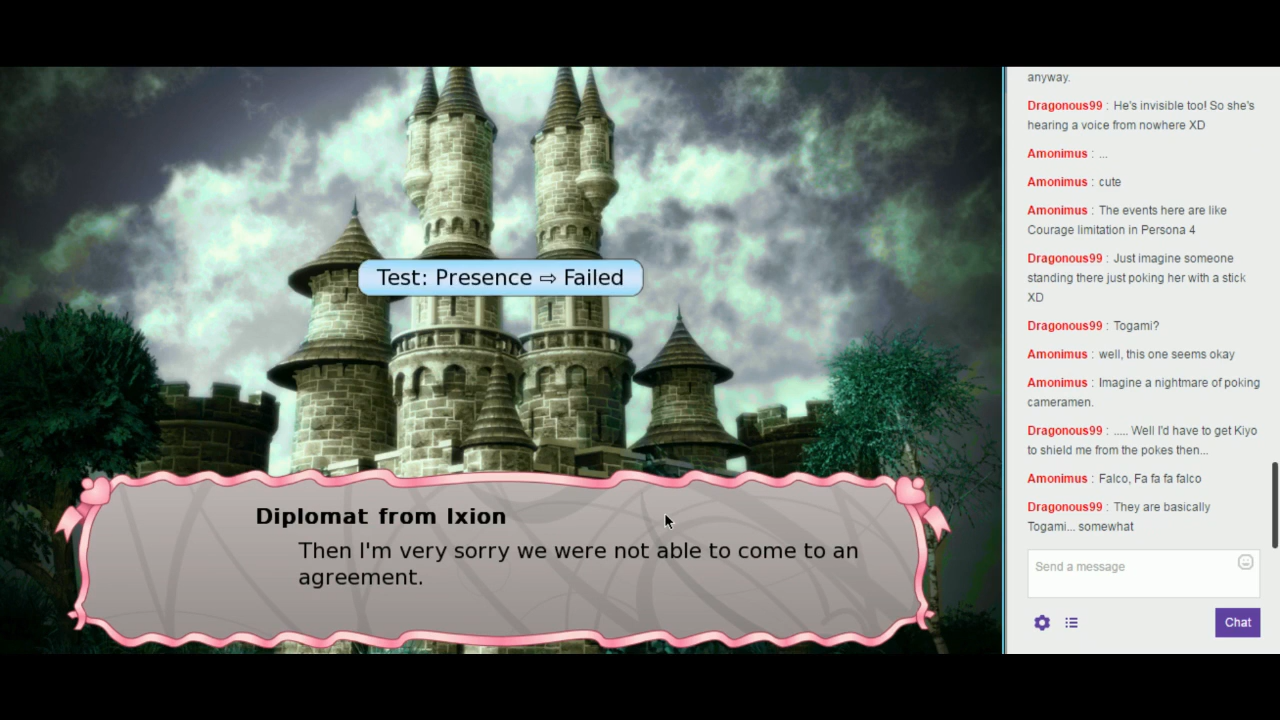 Test: Presence ⇨ Failed
Diplomat from Ixion
Then I'm very sorry we were not able to come to an
agreement.
anyway.
Dragonous99 : He's invisible too! So she's
hearing a voice from nowhere XD
Amonimus : ...
Amonimus : cute
Amonimus : The events here are like
Courage limitation in Persona 4
Dragonous99 : Just imagine someone
standing there just poking her with a stick
XD
Dragonous99 : Togami?
Amonimus : well, this one seems okay
Amonimus : Imagine a nightmare of poking
cameramen.
Dragonous99 : ..... Well I'd have to get Kiyo
to shield me from the pokes then...
Amonimus : Falco, Fa fa fa falco
Dragonous99 : They are basically
Togami... somewhat
Send a message
Chat